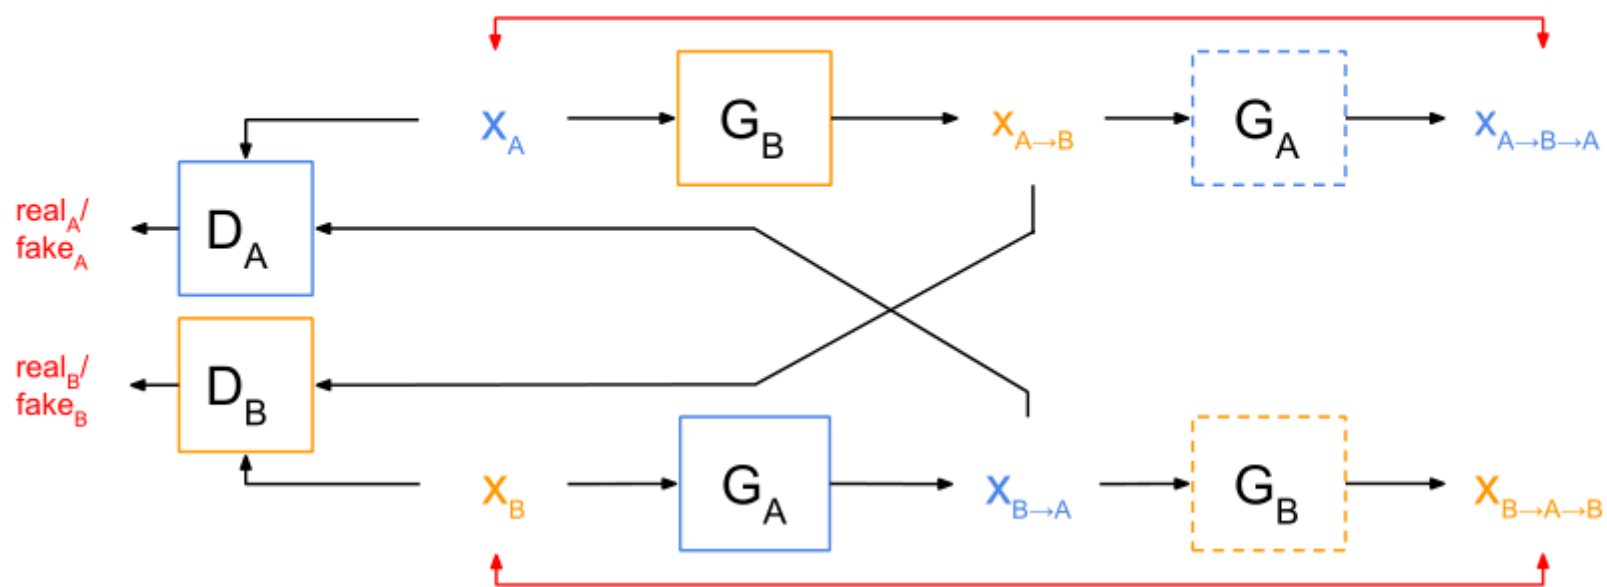 x_A
G_B
x_A→B
G_A
x_A→B→A
real_A/
fake_A
D_A
real_B/
fake_B
D_B
x_B
G_A
x_B→A
G_B
x_B→A→B